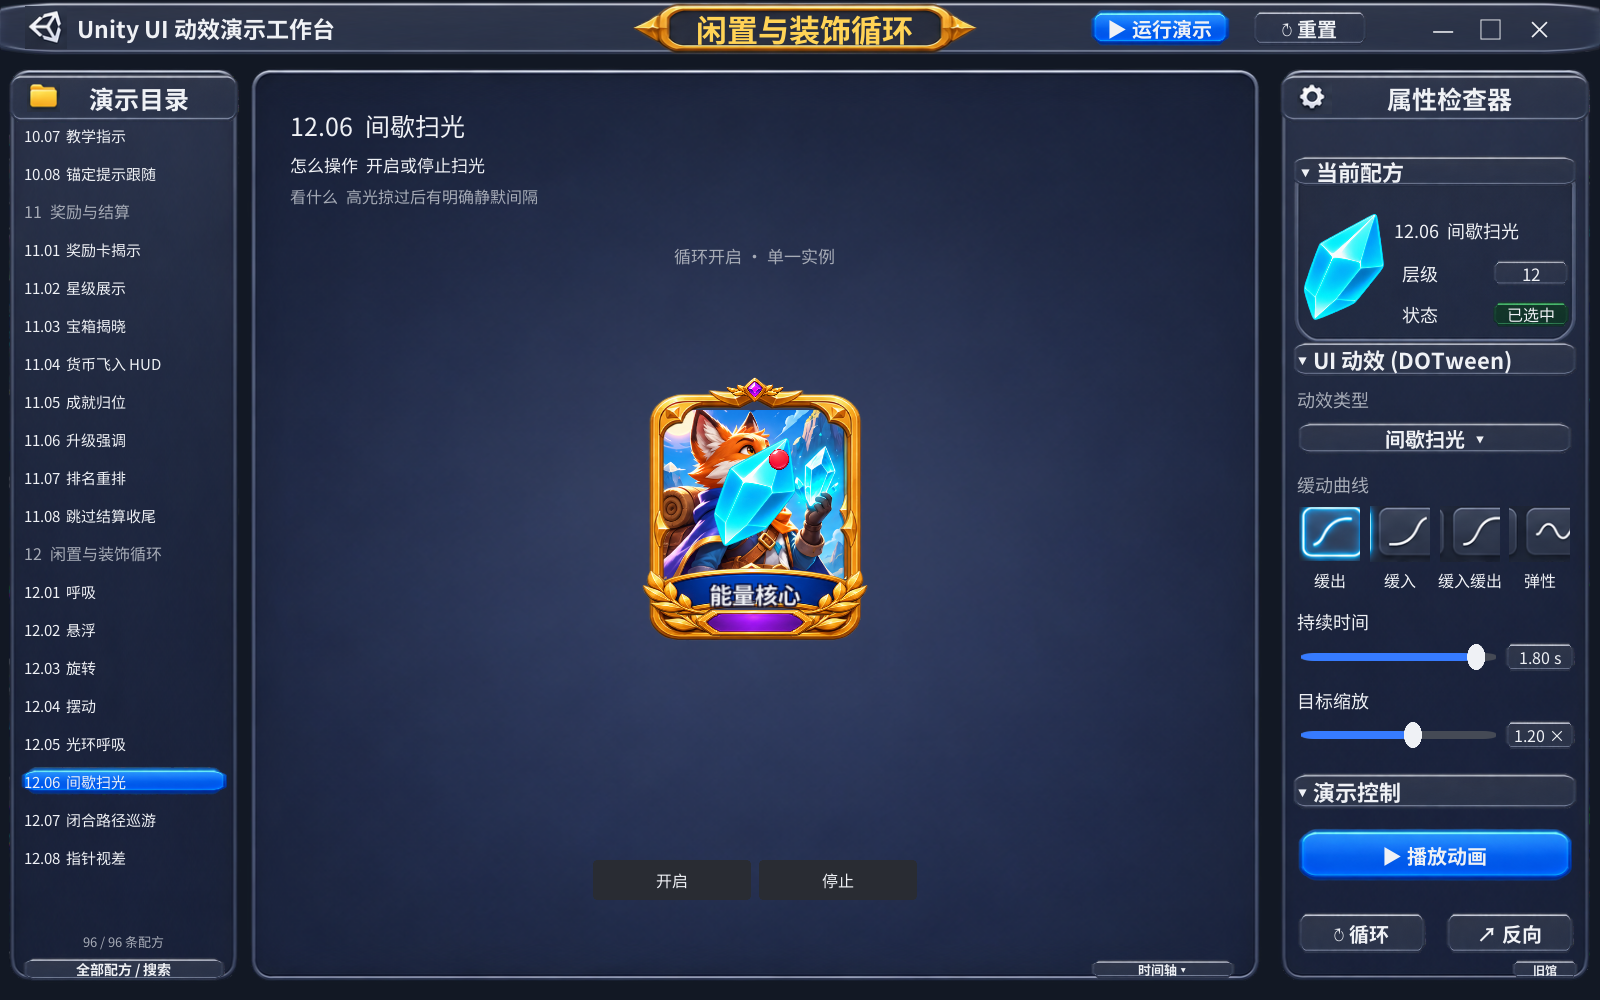 Unity UI 动效演示工作台
闲置与装饰循环
运行演示
重置
演示目录
10.07 教学指示
10.08 锚定提示跟随
11 奖励与结算
11.01 奖励卡揭示
11.02 星级展示
11.03 宝箱揭晓
11.04 货币飞入 HUD
11.05 成就归位
11.06 升级强调
11.07 排名重排
11.08 跳过结算收尾
12 闲置与装饰循环
12.01 呼吸
12.02 悬浮
12.03 旋转
12.04 摆动
12.05 光环呼吸
12.06 间歇扫光
12.07 闭合路径巡游
12.08 指针视差
96 / 96 条配方
全部配方 / 搜索
12.06 间歇扫光
怎么操作 开启或停止扫光
看什么 高光掠过后有明确静默间隔
循环开启 · 单一实例
能量核心
开启
停止
时间轴
属性检查器
当前配方
12.06 间歇扫光
层级
12
状态
已选中
UI 动效 (DOTween)
动效类型
间歇扫光
缓动曲线
缓出
缓入
缓入缓出
弹性
持续时间
1.80 s
目标缩放
1.20 ×
演示控制
播放动画
循环
反向
旧馆